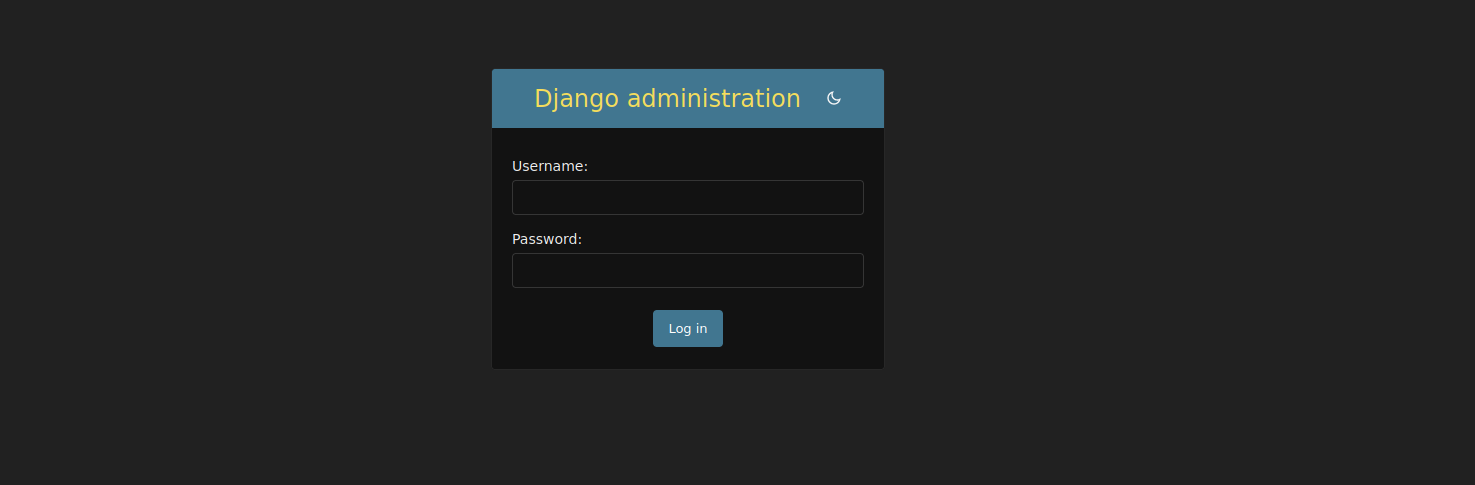 Django administration
Username:
Password:
Log in